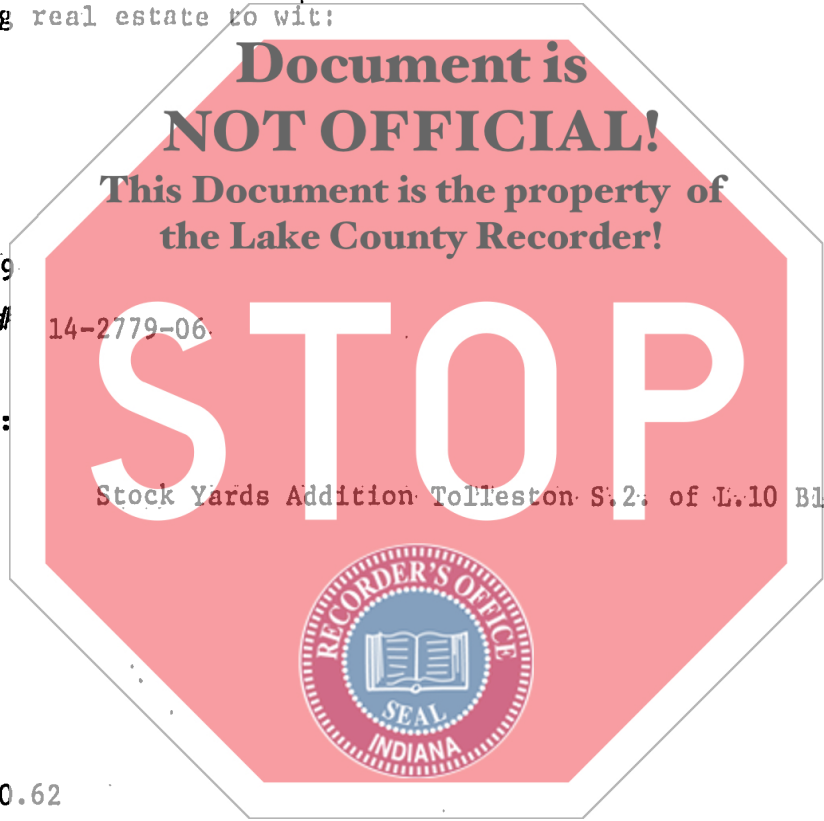 g real estate to wit:
Document is
NOT OFFICIAL!
This Document is the property of
the Lake County Recorder!
9
#
14-2779-06
STOP
:
Stock Yards Addition Tolleston S.2. of L.10 Bl
RECORDER'S OFFICE
SEAL
INDIANA
0.62